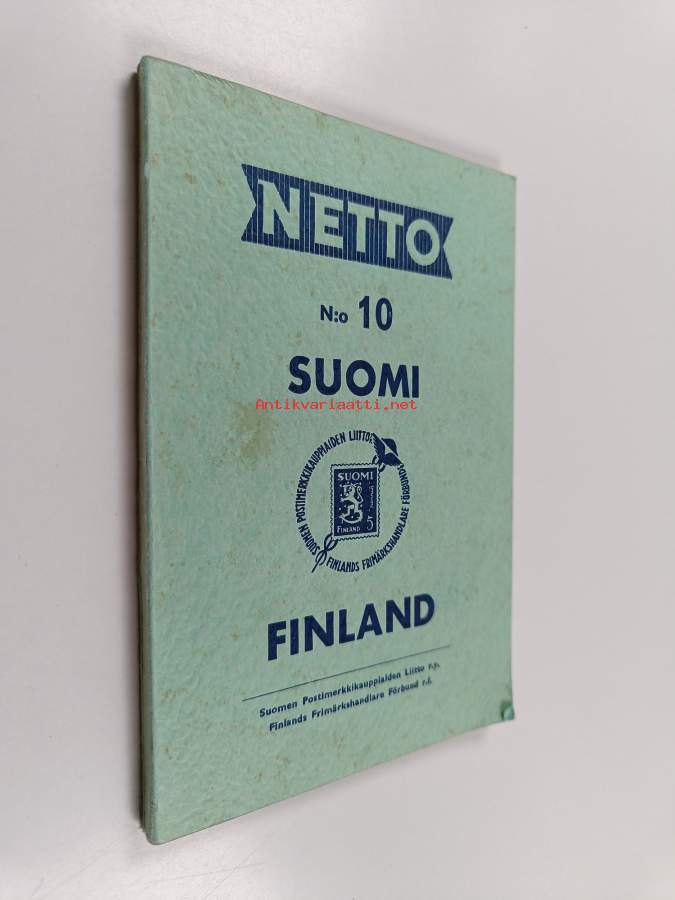 NETTO
N:o 10
SUOMI
Antikvariaatti.net
SUOMEN POSTIMERKKIKAUPPIAIDEN LIITTO
SUOMI
5
FINLAND
FINLANDS FRIMÄRKSHANDLARE FÖRBUND
FINLAND
Suomen Postimerkkikauppiaiden Liitto r.y.
Finlands Frimärkshandlare Förbund r.f.